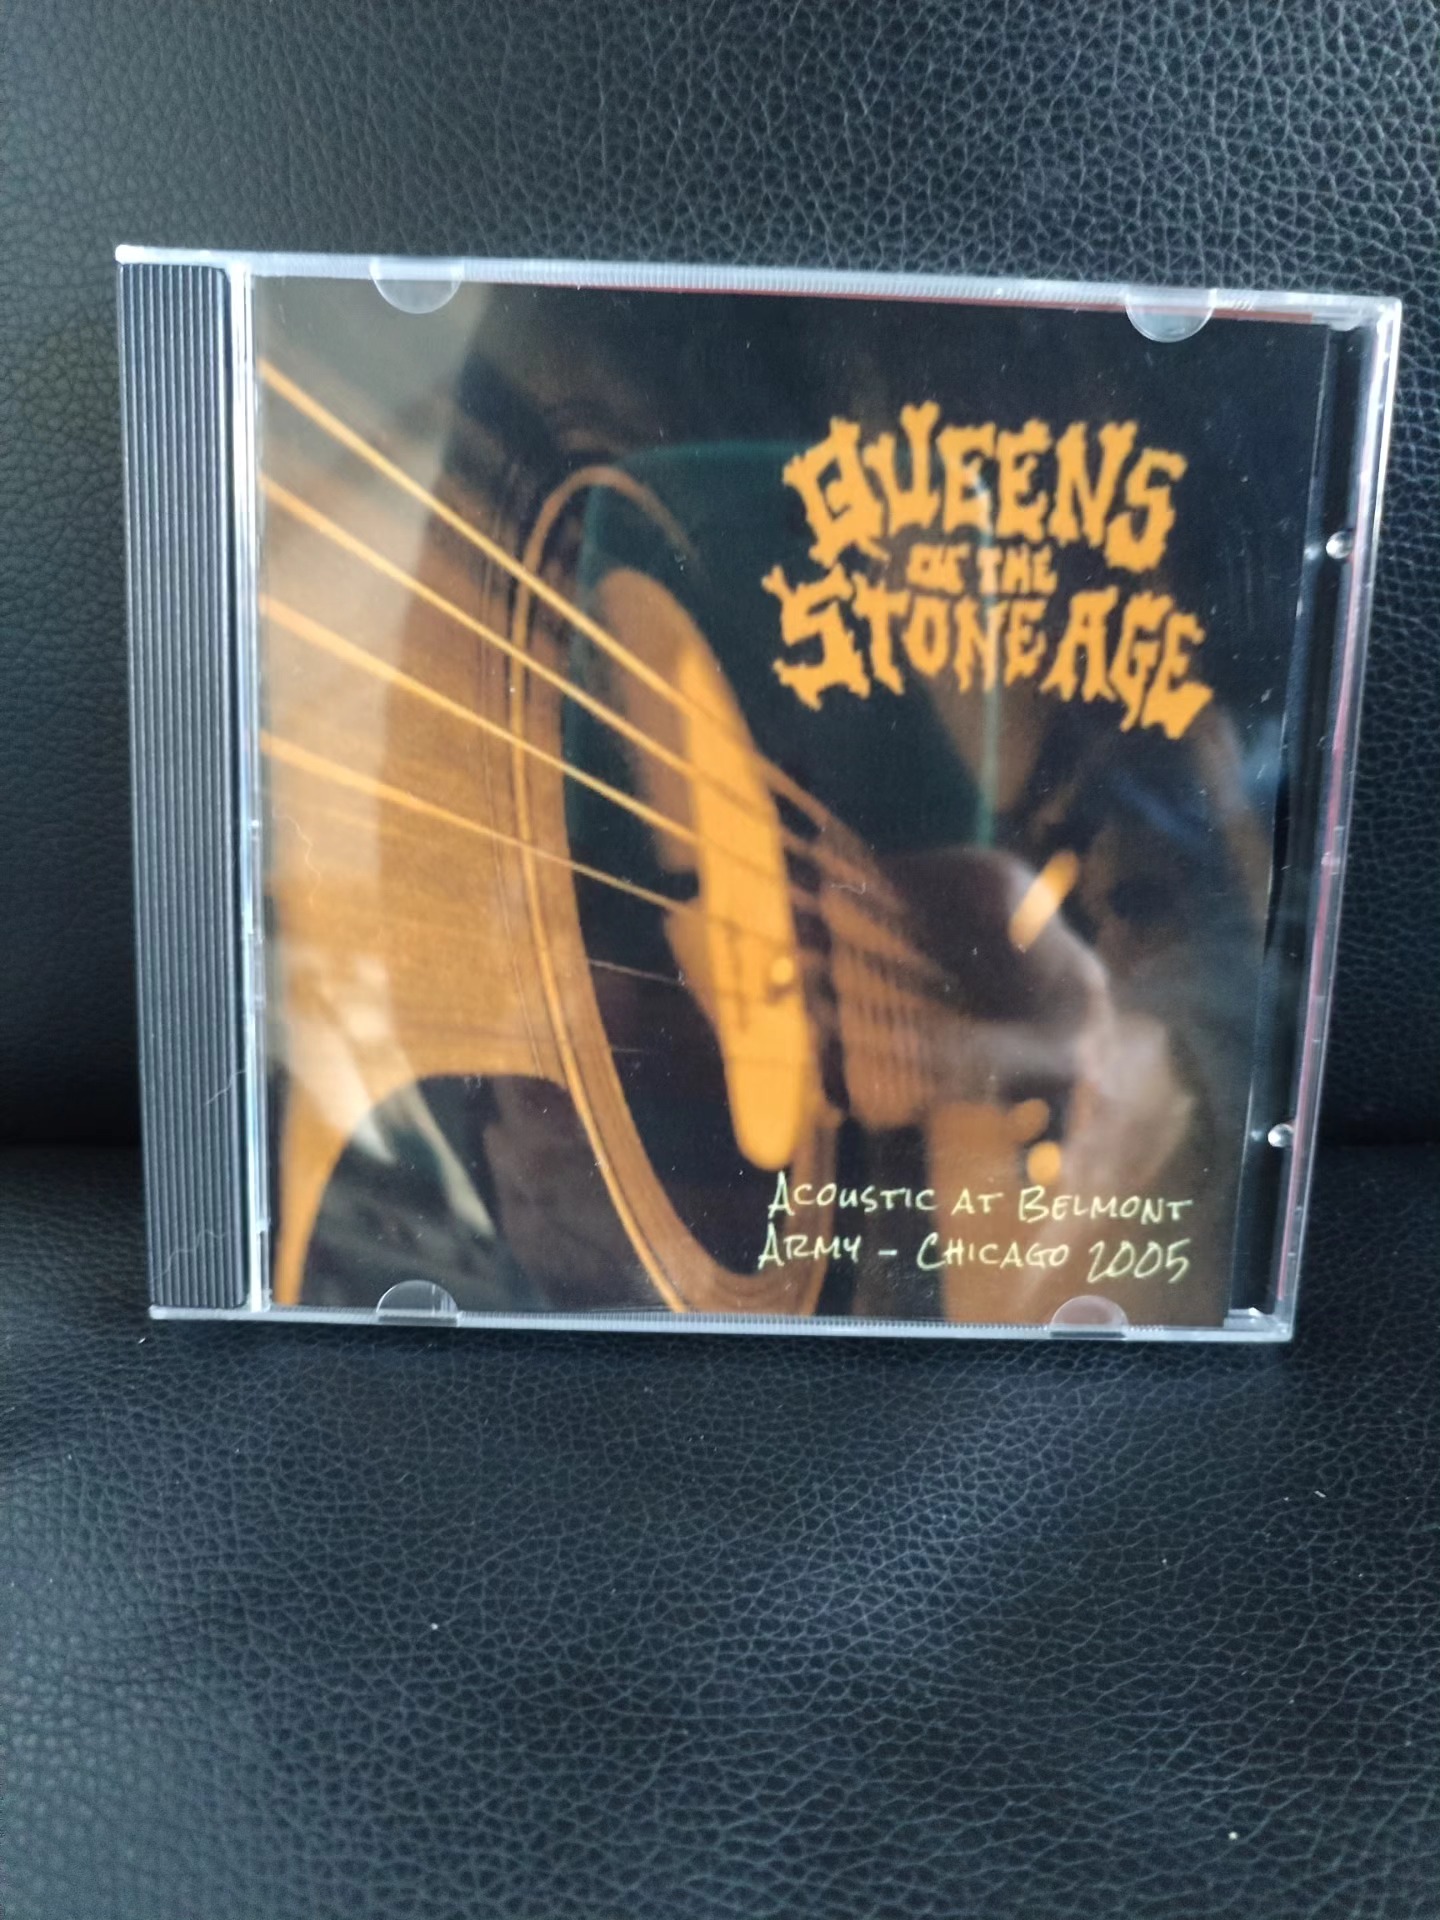 QUEENS
OF THE
STONE AGE
ACOUSTIC AT BELMONT
ARMY - CHICAGO 2005